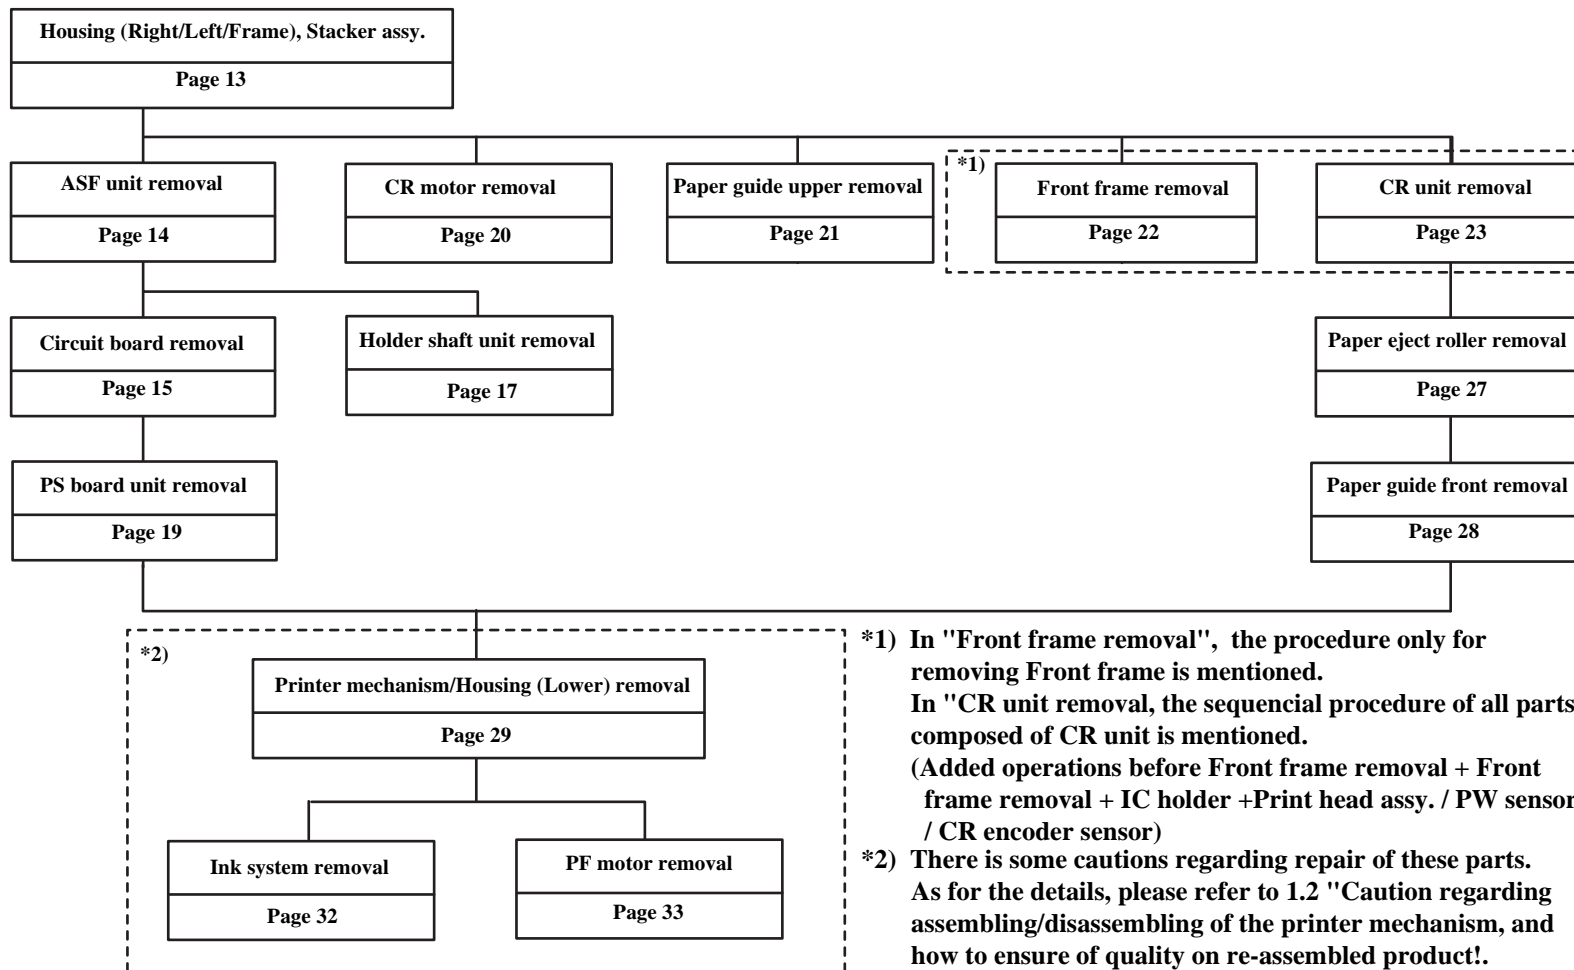 Housing (Right/Left/Frame), Stacker assy.
Page 13
ASF unit removal
Page 14
CR motor removal
Page 20
Paper guide upper removal
Page 21
*1)
Front frame removal
Page 22
CR unit removal
Page 23
Circuit board removal
Page 15
Holder shaft unit removal
Page 17
Paper eject roller removal
Page 27
PS board unit removal
Page 19
Paper guide front removal
Page 28
*2)
Printer mechanism/Housing (Lower) removal
Page 29
Ink system removal
Page 32
PF motor removal
Page 33
*1) In "Front frame removal", the procedure only for
removing Front frame is mentioned.
In "CR unit removal, the sequencial procedure of all parts
composed of CR unit is mentioned.
(Added operations before Front frame removal + Front
frame removal + IC holder +Print head assy. / PW sensor
/ CR encoder sensor)
*2) There is some cautions regarding repair of these parts.
As for the details, please refer to 1.2 "Caution regarding
assembling/disassembling of the printer mechanism, and
how to ensure of quality on re-assembled product!.